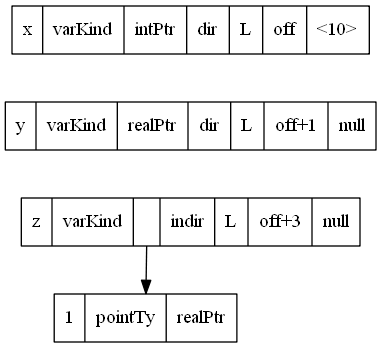 x varKind intPtr dir L off <10>
y varKind realPtr dir L off+1 null
z varKind indir L off+3 null
1 pointTy realPtr